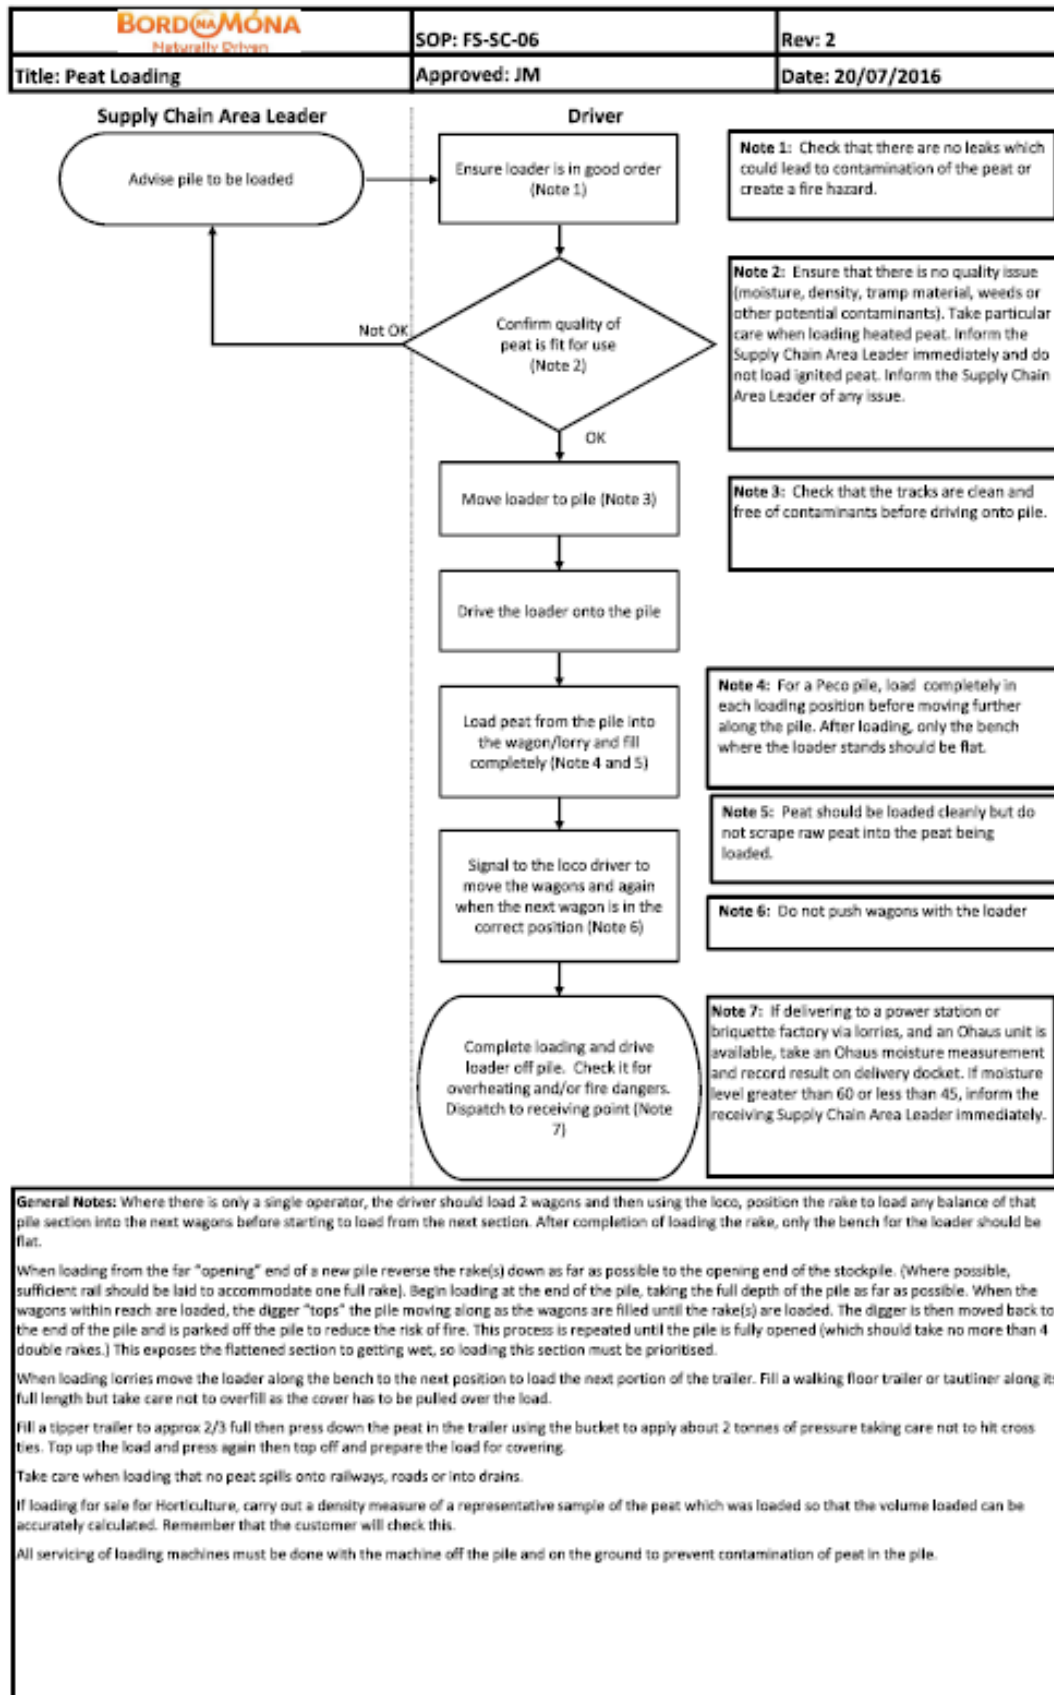 BORD NA MÓNA
Naturally Driven
SOP: FS-SC-06
Rev: 2
Title: Peat Loading
Approved: JM
Date: 20/07/2016
Supply Chain Area Leader
Driver
Advise pile to be loaded
Ensure loader is in good order
(Note 1)
Note 1: Check that there are no leaks which
could lead to contamination of the peat or
create a fire hazard.
Not OK
Confirm quality of
peat is fit for use
(Note 2)
OK
Note 2: Ensure that there is no quality issue
(moisture, density, tramp material, weeds or
other potential contaminants). Take particular
care when loading heated peat. Inform the
Supply Chain Area Leader immediately and do
not load ignited peat. Inform the Supply Chain
Area Leader of any issue.
Move loader to pile (Note 3)
Note 3: Check that the tracks are clean and
free of contaminants before driving onto pile.
Drive the loader onto the pile
Load peat from the pile into
the wagon/lorry and fill
completely (Note 4 and 5)
Note 4: For a Peco pile, load completely in
each loading position before moving further
along the pile. After loading, only the bench
where the loader stands should be flat.
Note 5: Peat should be loaded cleanly but do
not scrape raw peat into the peat being
loaded.
Signal to the loco driver to
move the wagons and again
when the next wagon is in the
correct position (Note 6)
Note 6: Do not push wagons with the loader
Complete loading and drive
loader off pile. Check it for
overheating and/or fire dangers.
Dispatch to receiving point (Note
7)
Note 7: If delivering to a power station or
briquette factory via lorries, and an Ohaus unit is
available, take an Ohaus moisture measurement
and record result on delivery docket. If moisture
level greater than 60 or less than 45, inform the
receiving Supply Chain Area Leader immediately.
General Notes: Where there is only a single operator, the driver should load 2 wagons and then using the loco, position the rake to load any balance of that
pile section into the next wagons before starting to load from the next section. After completion of loading the rake, only the bench for the loader should be
flat.
When loading from the far "opening" end of a new pile reverse the rake(s) down as far as possible to the opening end of the stockpile. (Where possible,
sufficient rail should be laid to accommodate one full rake). Begin loading at the end of the pile, taking the full depth of the pile as far as possible. When the
wagons within reach are loaded, the digger "tops" the pile moving along as the wagons are filled until the rake(s) are loaded. The digger is then moved back to
the end of the pile and is parked off the pile to reduce the risk of fire. This process is repeated until the pile is fully opened (which should take no more than 4
double rakes.) This exposes the flattened section to getting wet, so loading this section must be prioritised.
When loading lorries move the loader along the bench to the next position to load the next portion of the trailer. Fill a walking floor trailer or tautliner along its
full length but take care not to overfill as the cover has to be pulled over the load.
Fill a tipper trailer to approx 2/3 full then press down the peat in the trailer using the bucket to apply about 2 tonnes of pressure taking care not to hit cross
ties. Top up the load and press again then top off and prepare the load for covering.
Take care when loading that no peat spills onto railways, roads or into drains.
If loading for sale for Horticulture, carry out a density measure of a representative sample of the peat which was loaded so that the volume loaded can be
accurately calculated. Remember that the customer will check this.
All servicing of loading machines must be done with the machine off the pile and on the ground to prevent contamination of peat in the pile.